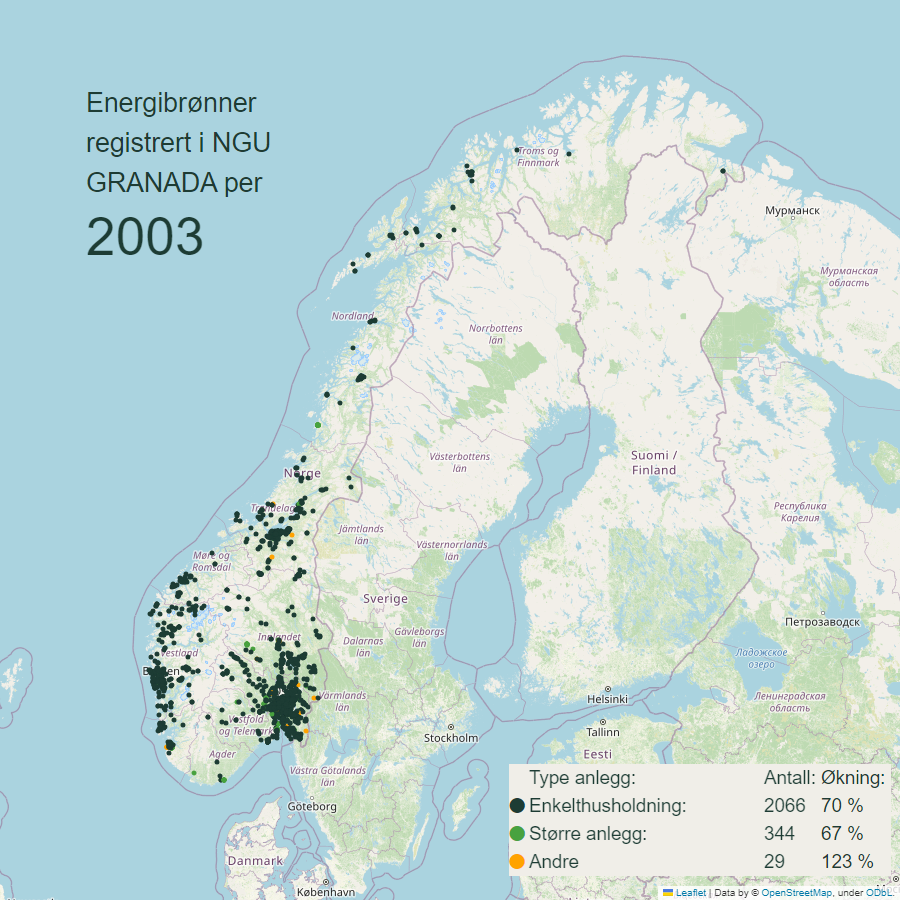 Energibrønner
registrert i NGU
GRANADA per
2003
Troms og
Finnmark
Мурманск
Мурманская
область
Nordland
Norrbottens
län
Västerbottens
län
Suomi /
Finland
Norge
Республика
Карелия
Jämtlands
län
Västernorrlands
län
Møre og
Romsdal
Sverige
Петрозаводск
Gävleborgs
län
Dalarnas
län
Innlandet
Vestland
Ладожское
озеро
Ленинградская
область
Värmlands
län
Helsinki
Vestfold
og Telemark
Stockholm
Tallinn
Agder
Eesti
Västra Götalands
län
Göteborg
Danmark
København
Type anlegg: Antall: Økning:
Enkelthusholdning: 2066 70 %
Større anlegg: 344 67 %
Andre 29 123 %
Leaflet | Data by © OpenStreetMap, under ODbL.